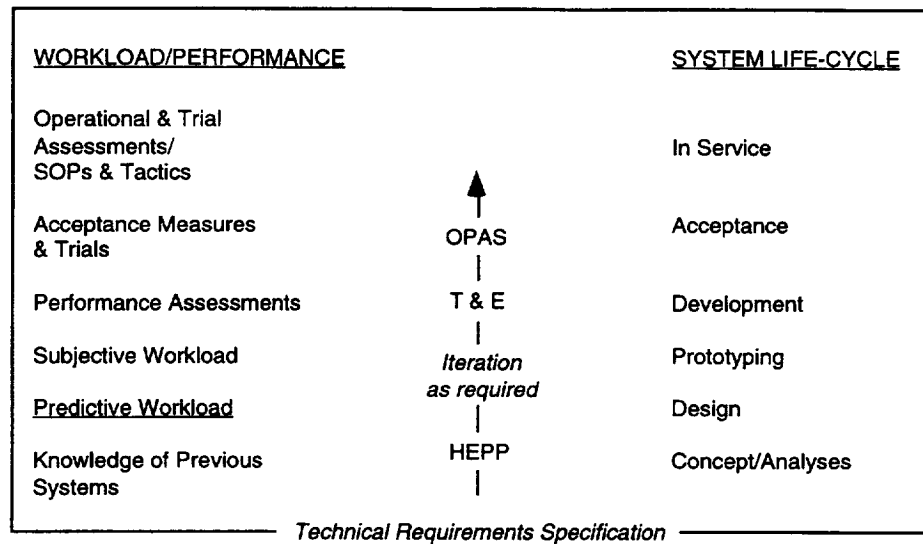 WORKLOAD/PERFORMANCE
SYSTEM LIFE-CYCLE
Operational & Trial
Assessments/
SOPs & Tactics
In Service
Acceptance Measures
& Trials
OPAS
Acceptance
Performance Assessments
T & E
Development
Subjective Workload
Iteration
as required
Prototyping
Predictive Workload
Design
Knowledge of Previous
Systems
HEPP
Concept/Analyses
Technical Requirements Specification